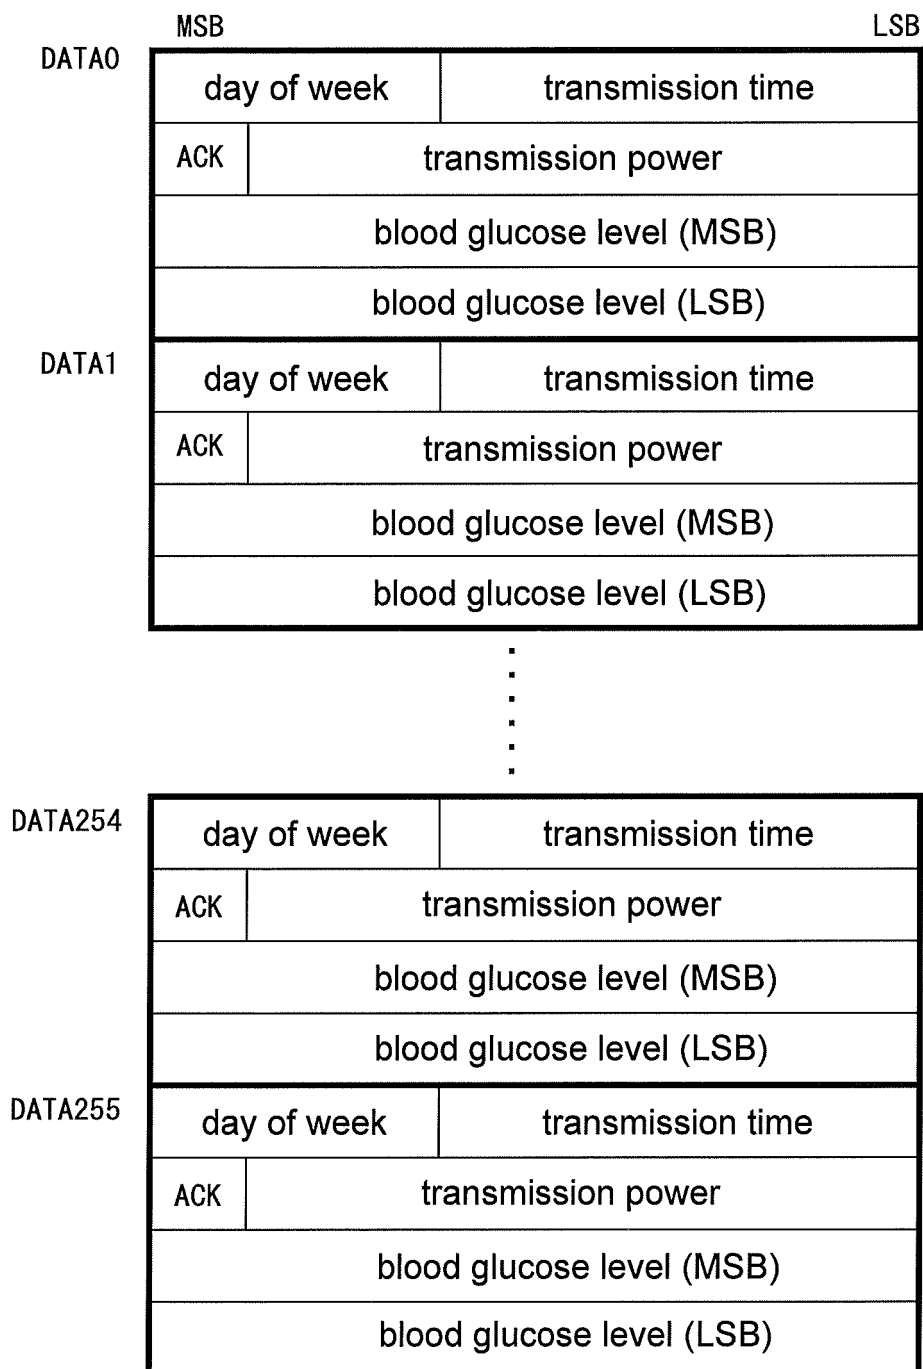 MSB LSB
DATA0
day of week transmission time
ACK transmission power
blood glucose level (MSB)
blood glucose level (LSB)
DATA1
day of week transmission time
ACK transmission power
blood glucose level (MSB)
blood glucose level (LSB)
DATA254
day of week transmission time
ACK transmission power
blood glucose level (MSB)
blood glucose level (LSB)
DATA255
day of week transmission time
ACK transmission power
blood glucose level (MSB)
blood glucose level (LSB)